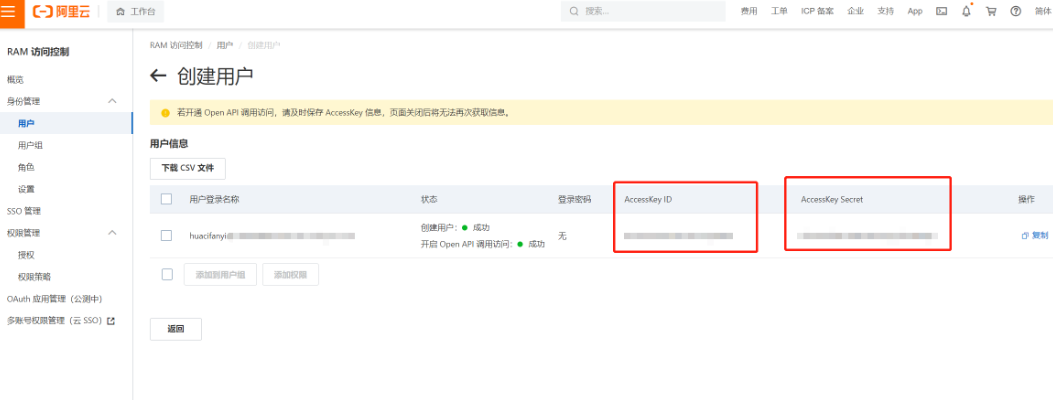 阿里云 工作台 搜索... 费用 工单 ICP 备案 企业 支持 App 简体
RAM 访问控制
概览
身份管理
用户
用户组
角色
设置
SSO 管理
权限管理
授权
权限策略
OAuth 应用管理（公测中）
多账号权限管理（云 SSO）
RAM 访问控制 / 用户 / 创建用户
← 创建用户
若开通 Open API 调用访问，请及时保存 AccessKey 信息，页面关闭后将无法再次获取信息。
用户信息
下载 CSV 文件
用户登录名称 状态 登录密码 AccessKey ID AccessKey Secret 操作
huacifanyi 创建用户： 成功 无 复制
开启 Open API 调用访问： 成功
添加到用户组 添加权限
返回